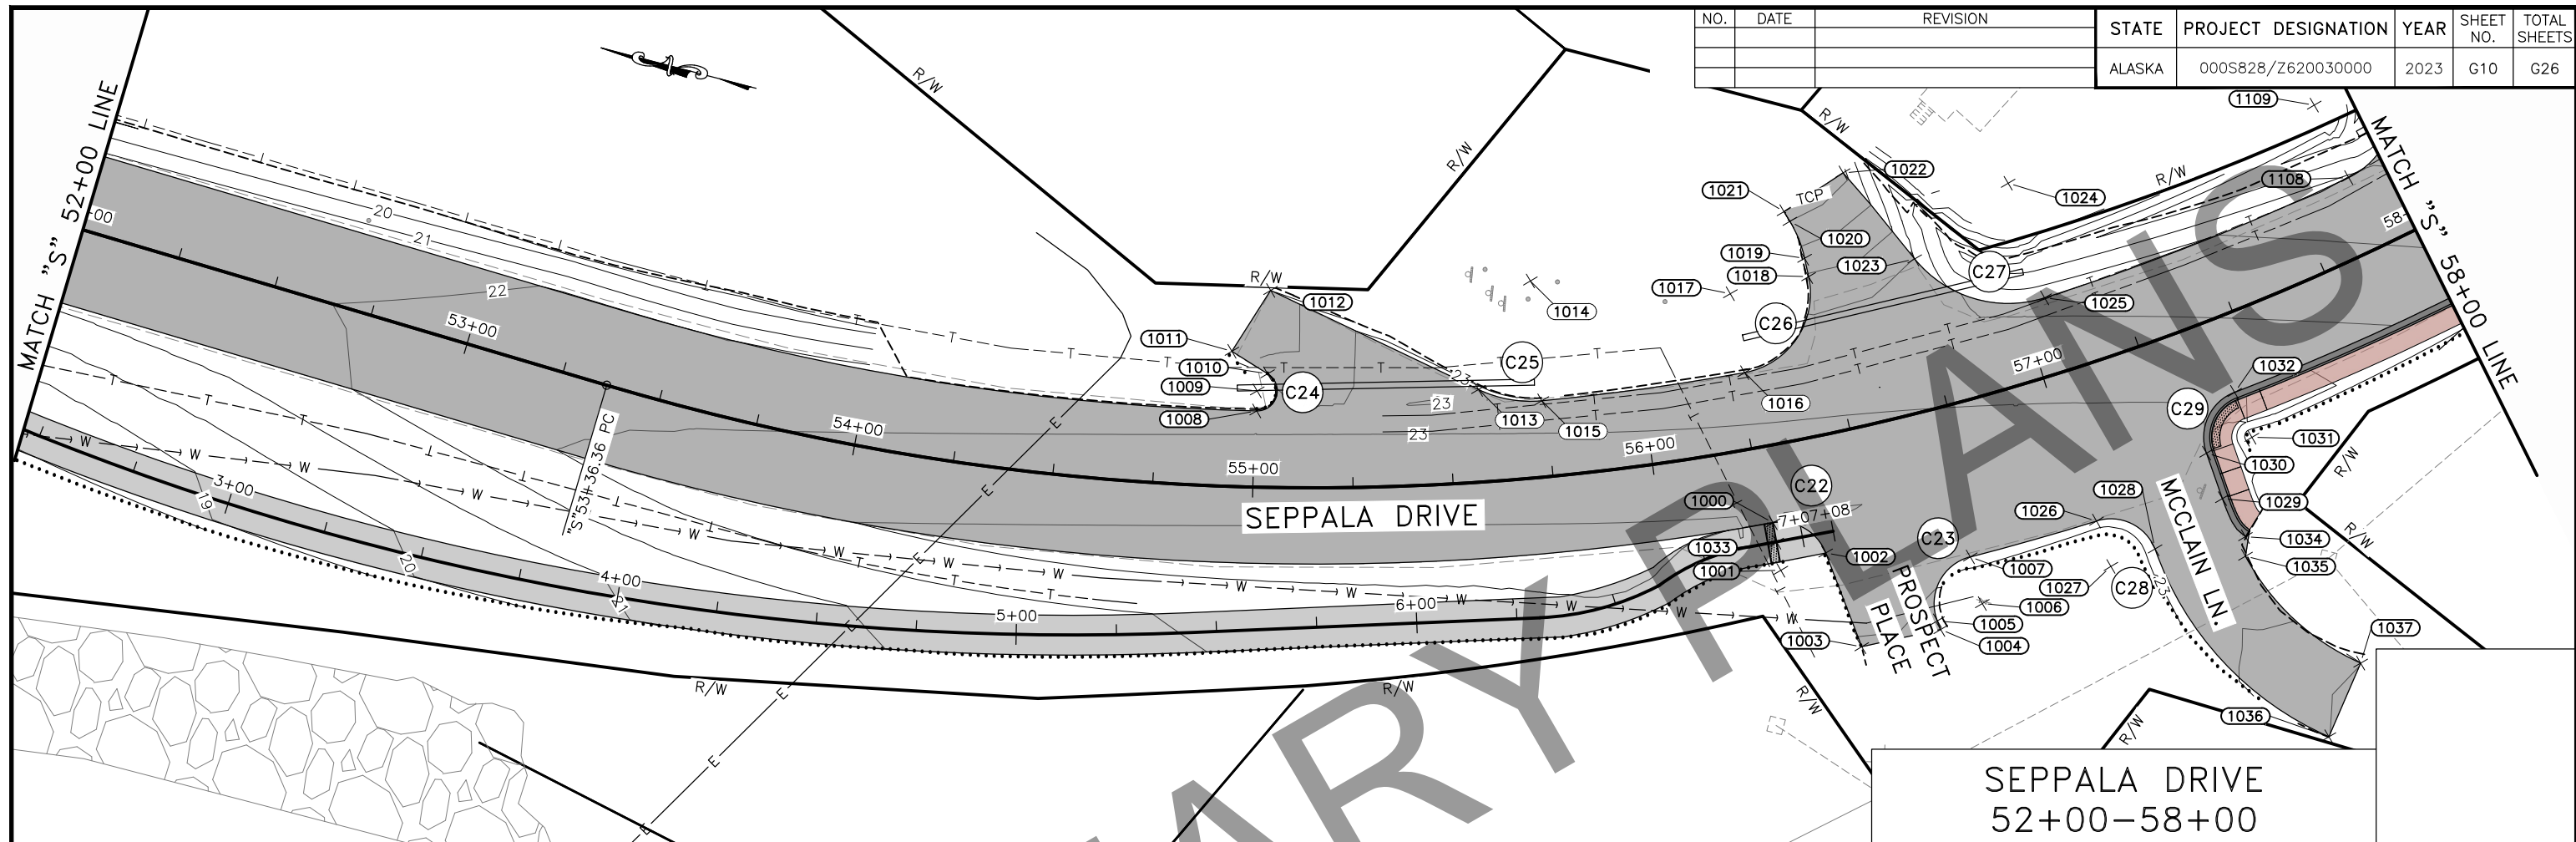 NO. DATE REVISION
STATE PROJECT DESIGNATION YEAR SHEET NO. TOTAL SHEETS
ALASKA 000S828/Z620030000 2023 G10 G26
MATCH "S" 52+00 LINE
MATCH "S" 58+00 LINE
R/W
R/W
R/W
R/W
R/W
R/W
R/W
R/W
R/W
R/W
R/W
1109
1108
1022
1021
TCP
1024
1020
1019
1018
1023
1017
C27
1025
C26
1014
1012
1011
1010
1009
1008
C24
C25
1013
1015
1016
20
21
22
23
23
23
-00
53+00
54+00
55+00
56+00
57+00
58-
"S"53+36.36 PC
SEPPALA DRIVE
1032
C29
1031
1030
1029
1028
1026
1034
1035
1027
C28
1037
1036
MCCLAIN LN
23
C22
1000
7+07+08
C23
1033
1002
1001
1007
1006
1005
1004
1003
PROSPECT PLACE
3+00
4+00
5+00
6+00
19
20
21
T T T T T T
W W W W W W W W W W W W W
E E E E E E
ARY PLANS
SEPPALA DRIVE
52+00-58+00